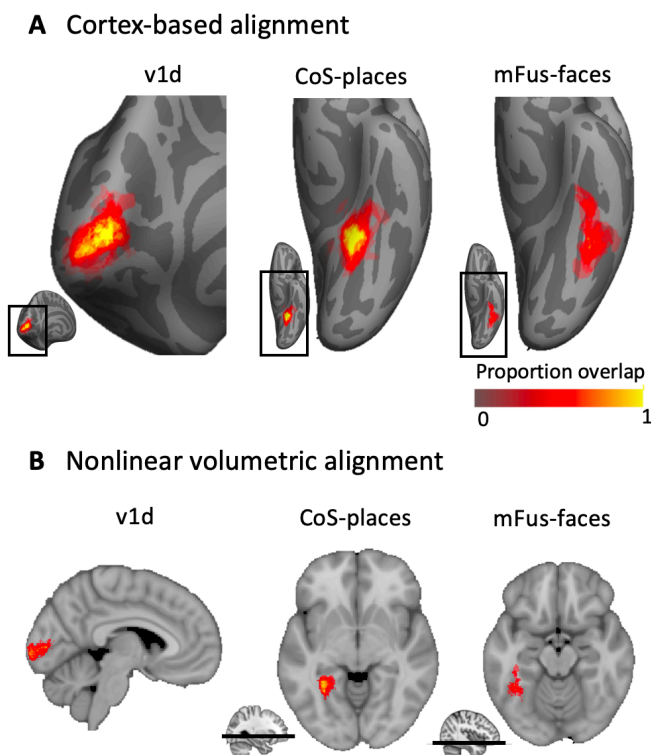 A Cortex-based alignment
v1d CoS-places mFus-faces
Proportion overlap
0 1
B Nonlinear volumetric alignment
v1d CoS-places mFus-faces